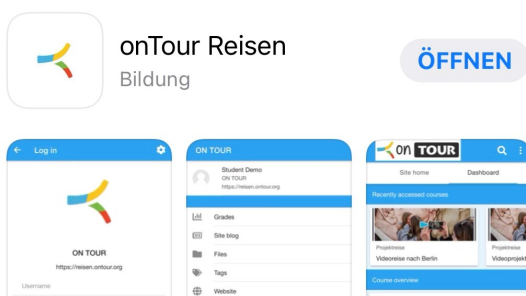 onTour Reisen
Bildung
ÖFFNEN
Log in
ON TOUR
https://reisen.ontour.org
Username
ON TOUR
Student Demo
ON TOUR
https://reisen.ontour.org
Grades
Site blog
Files
Tags
Website
on TOUR
Site home
Dashboard
Recently accessed courses
Projektreise
Videoreise nach Berlin
Projektreise
Videoprojekt
Course overview